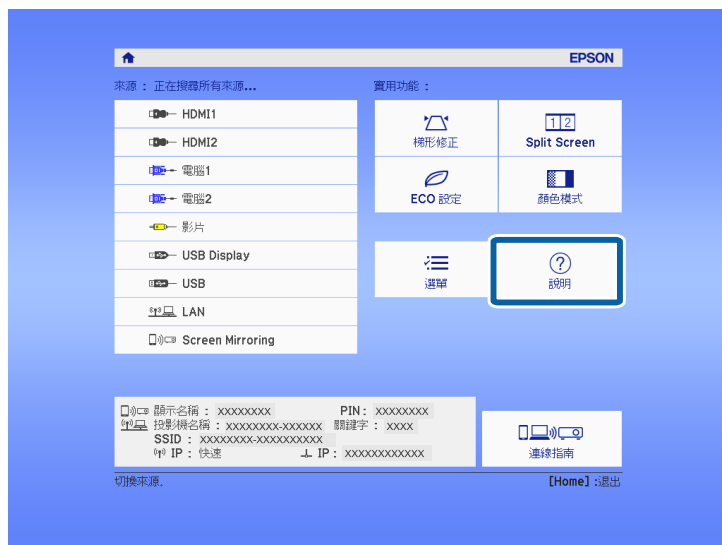 EPSON
來源 : 正在搜尋所有來源...
實用功能 :
HDMI1
HDMI2
電腦1
電腦2
影片
USB Display
USB
LAN
Screen Mirroring
梯形修正
1 2
Split Screen
ECO 設定
顏色模式
選單
?
說明
顯示名稱 : xxxxxxxx PIN : xxxxxxxx
投影機名稱 : xxxxxxxx-xxxxxx 關鍵字 : xxxx
SSID : xxxxxxxx-xxxxxxxxxx
IP : 快速 IP : xxxxxxxxxxxx
連線指南
切換來源.
[Home] :退出